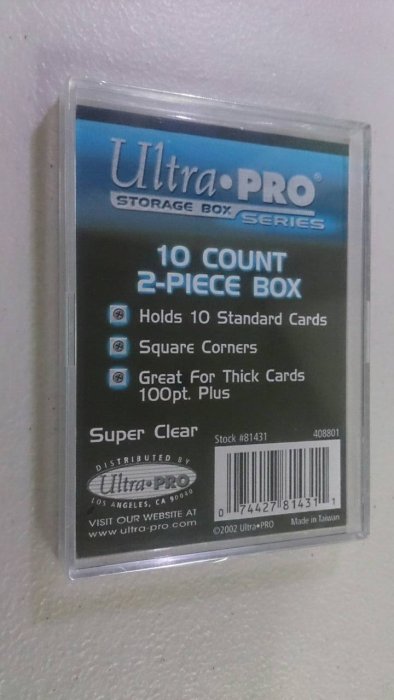 Ultra•PRO®
STORAGE BOX
SERIES
10 COUNT
2-PIECE BOX
Holds 10 Standard Cards
Square Corners
Great For Thick Cards
100pt. Plus
Super Clear
Stock #81431
408801
DISTRIBUTED BY
Ultra•PRO
LOS ANGELES, CA 90040
VISIT OUR WEBSITE AT
www.ultra-pro.com
0 74427 81431 1
©2002 Ultra•PRO
Made in Taiwan